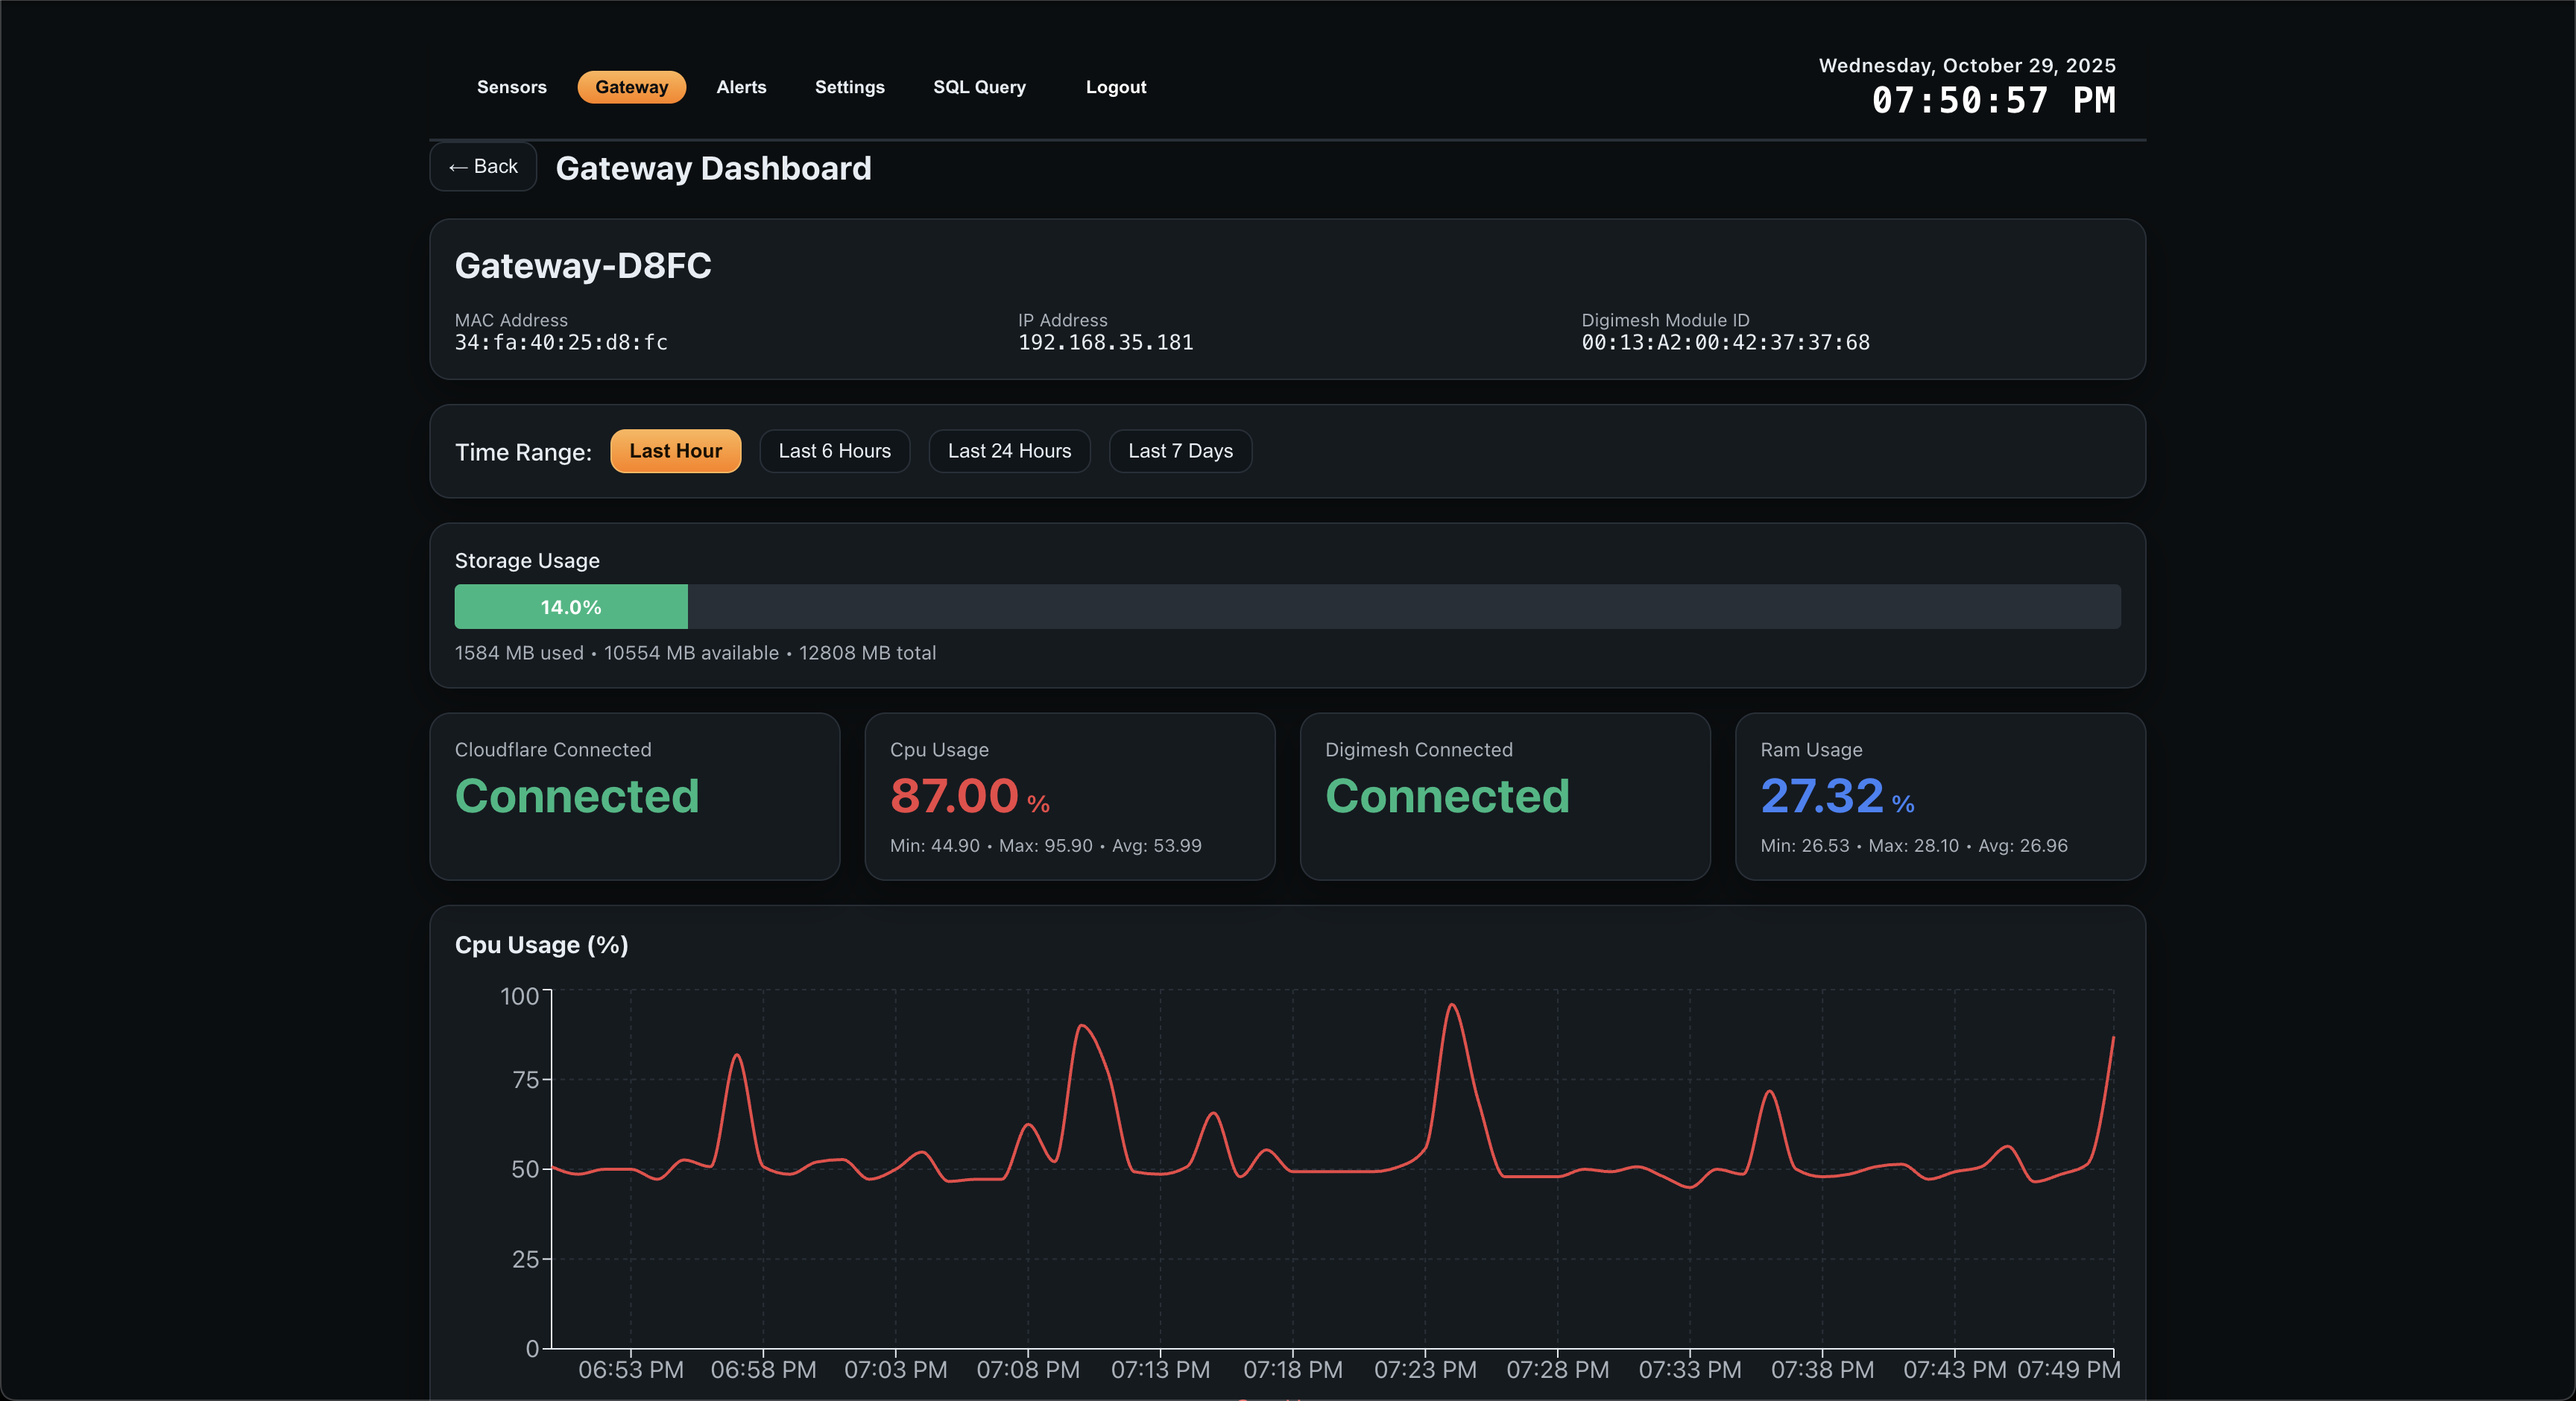 Sensors Gateway Alerts Settings SQL Query Logout
Wednesday, October 29, 2025
07:50:57 PM
← Back Gateway Dashboard
Gateway-D8FC
MAC Address IP Address Digimesh Module ID
34:fa:40:25:d8:fc 192.168.35.181 00:13:A2:00:42:37:37:68
Time Range: Last Hour Last 6 Hours Last 24 Hours Last 7 Days
Storage Usage
14.0%
1584 MB used • 10554 MB available • 12808 MB total
Cloudflare Connected
Connected
Cpu Usage
87.00 %
Min: 44.90 • Max: 95.90 • Avg: 53.99
Digimesh Connected
Connected
Ram Usage
27.32 %
Min: 26.53 • Max: 28.10 • Avg: 26.96
Cpu Usage (%)
100
75
50
25
0
06:53 PM 06:58 PM 07:03 PM 07:08 PM 07:13 PM 07:18 PM 07:23 PM 07:28 PM 07:33 PM 07:38 PM 07:43 PM 07:49 PM